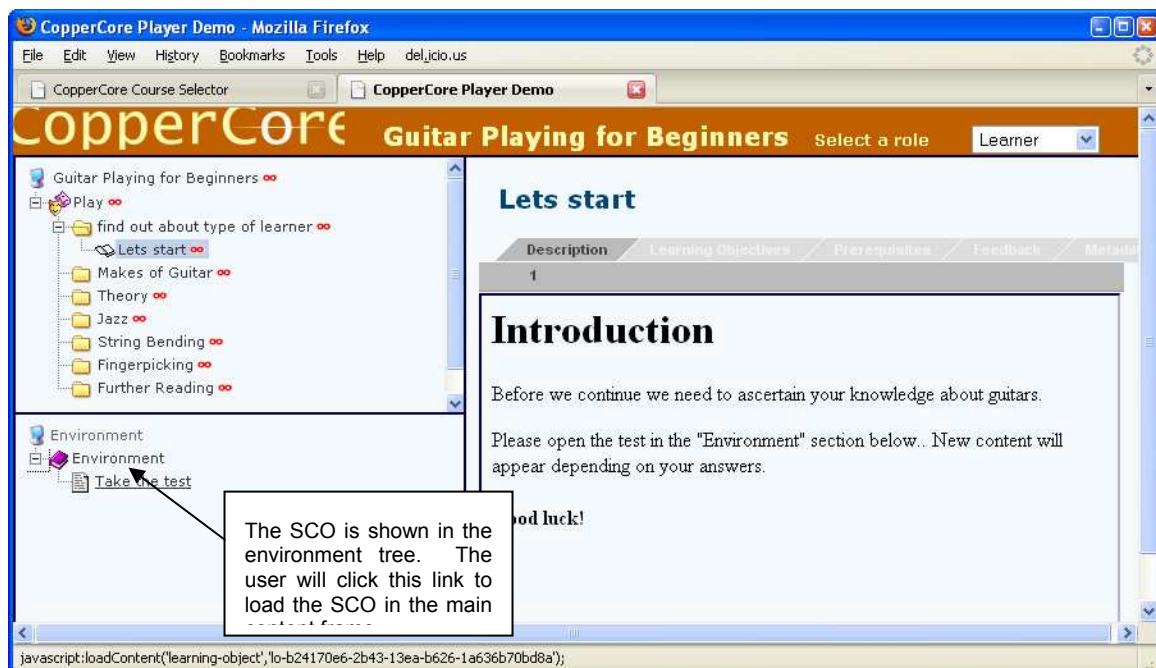 CopperCore Player Demo - Mozilla Firefox
File Edit View History Bookmarks Tools Help del.icio.us
CopperCore Course Selector CopperCore Player Demo
CopperCore Guitar Playing for Beginners Select a role Learner
Guitar Playing for Beginners
Play
find out about type of learner
Lets start
Makes of Guitar
Theory
Jazz
String Bending
Fingerpicking
Further Reading
Environment
Environment
Take the test
The SCO is shown in the
environment tree. The
user will click this link to
load the SCO in the main
content frame
Lets start
Description Learning Objectives Prerequisites Feedback Metada
1
Introduction
Before we continue we need to ascertain your knowledge about guitars.
Please open the test in the "Environment" section below.. New content will
appear depending on your answers.
ood luck!
javascript:loadContent('learning-object','lo-b24170e6-2b43-13ea-b626-1a636b70bd8a');